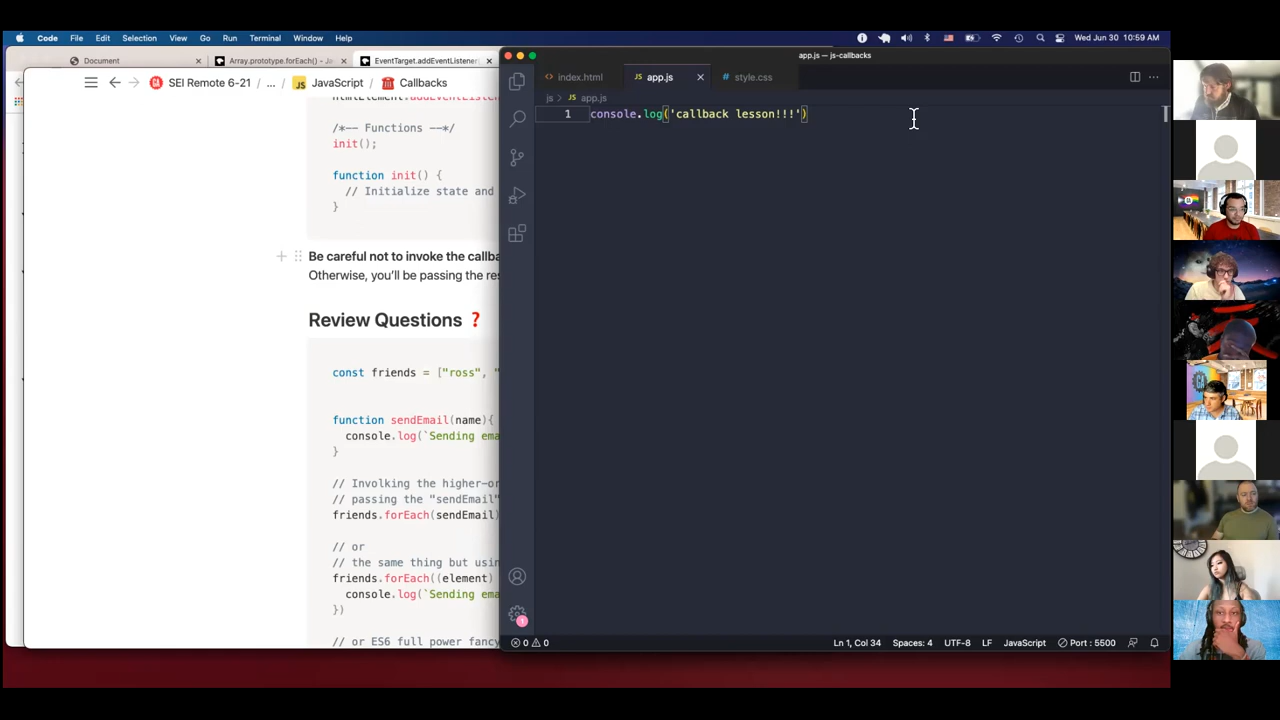 Code File Edit Selection View Go Run Terminal Window Help
Wed Jun 30 10:59 AM
Document
Array.prototype.forEach() – Ja
EventTarget.addEventListener
SEI Remote 6-21 / ... / JS JavaScript / Callbacks
/*–– Functions ––*/
init();
function init() {
// Initialize state and
}
Be careful not to invoke the callba
Otherwise, you'll be passing the res
Review Questions ❓
const friends = ["ross", "
function sendEmail(name){
console.log(`Sending ema
}
// Involking the higher-or
// passing the "sendEmail"
friends.forEach(sendEmail)
// or
// the same thing but usin
friends.forEach((element)
console.log(`Sending ema
})
// or ES6 full power fancy
app.js — js-callbacks
index.html
JS app.js
style.css
js > JS app.js
1 console.log('callback lesson!!!')
0 0
Ln 1, Col 34 Spaces: 4 UTF-8 LF JavaScript Port : 5500